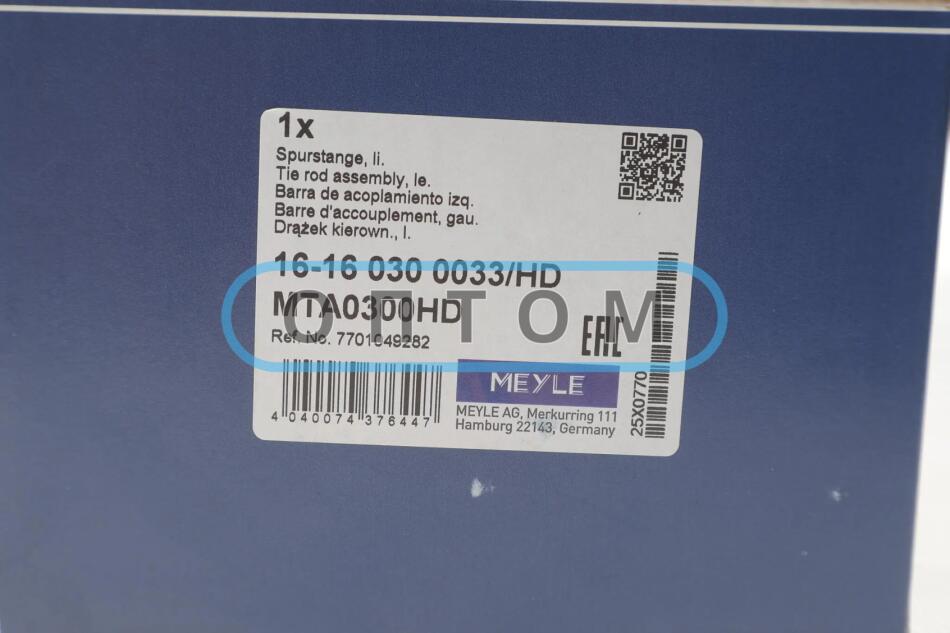 1x
Spurstange, li.
Tie rod assembly, le.
Barra de acoplamiento izq.
Barre d'accouplement, gau.
Drążek kierown., l.
16-16 030 0033/HD
MTA0300HD
ОПТОМ
Ref. No. 7701049282
EAC
MEYLE
4 040074 376447
MEYLE AG, Merkurring 111
Hamburg 22143, Germany
25X0770